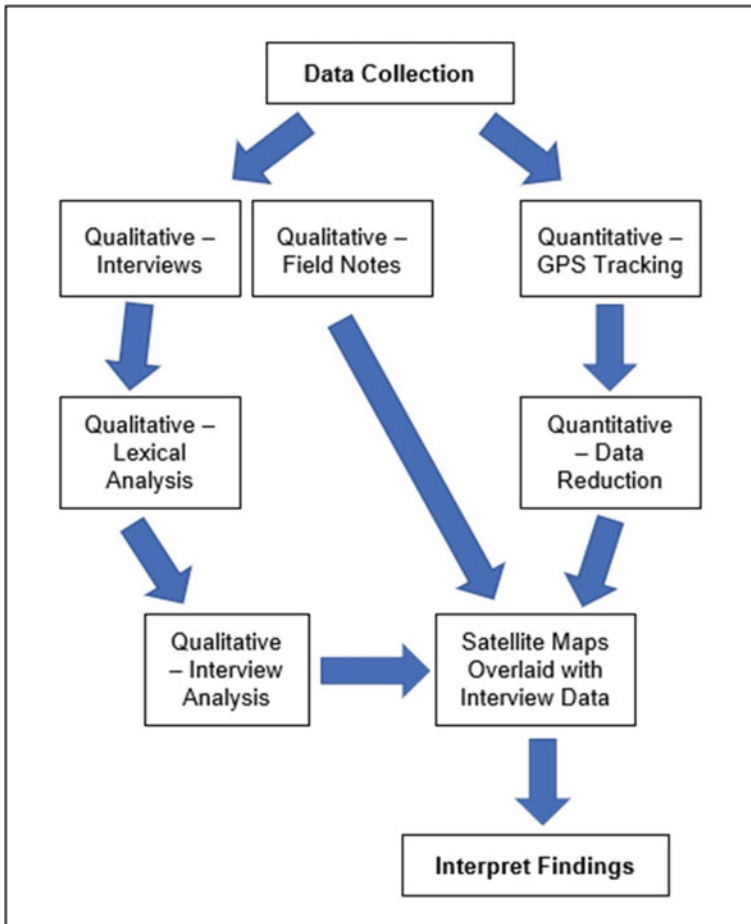 Data Collection
Qualitative –
Interviews
Qualitative –
Field Notes
Quantitative –
GPS Tracking
Qualitative –
Lexical
Analysis
Quantitative
– Data
Reduction
Qualitative
– Interview
Analysis
Satellite Maps
Overlaid with
Interview Data
Interpret Findings